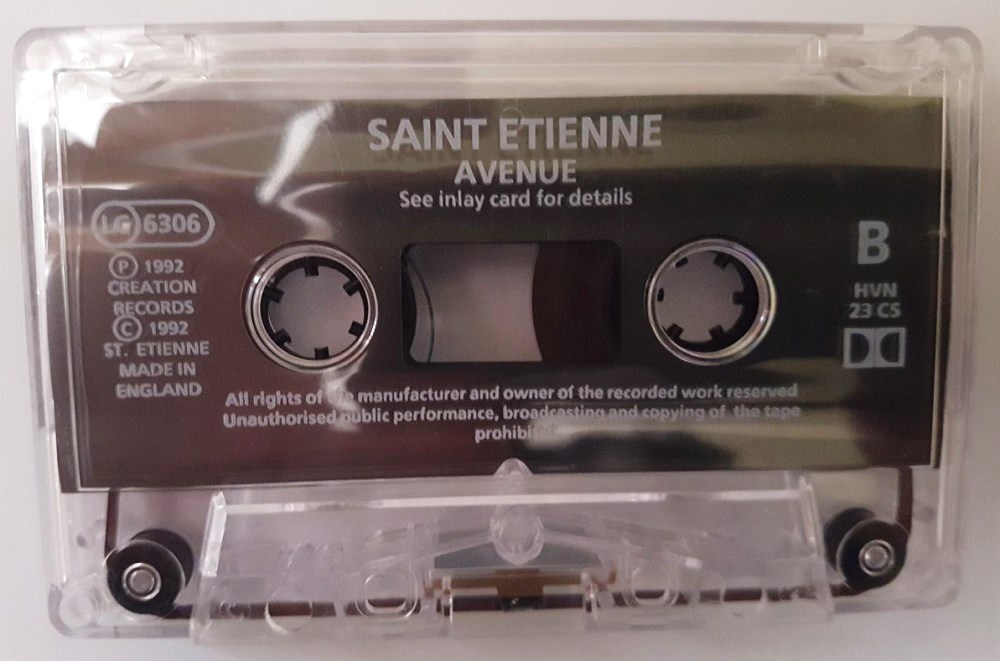 SAINT ETIENNE
AVENUE
See inlay card for details
LG 6306
Ⓟ 1992
CREATION
RECORDS
Ⓒ 1992
ST. ETIENNE
MADE IN
ENGLAND
B
HVN
23 CS
All rights of the manufacturer and owner of the recorded work reserved
Unauthorised public performance, broadcasting and copying of the tape
prohibited